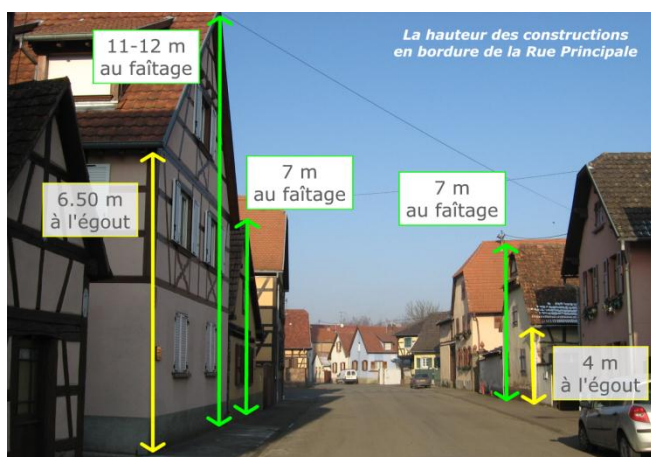 La hauteur des constructions
en bordure de la Rue Principale
11-12 m
au faîtage
7 m
au faîtage
7 m
au faîtage
6.50 m
à l'égout
4 m
à l'égout